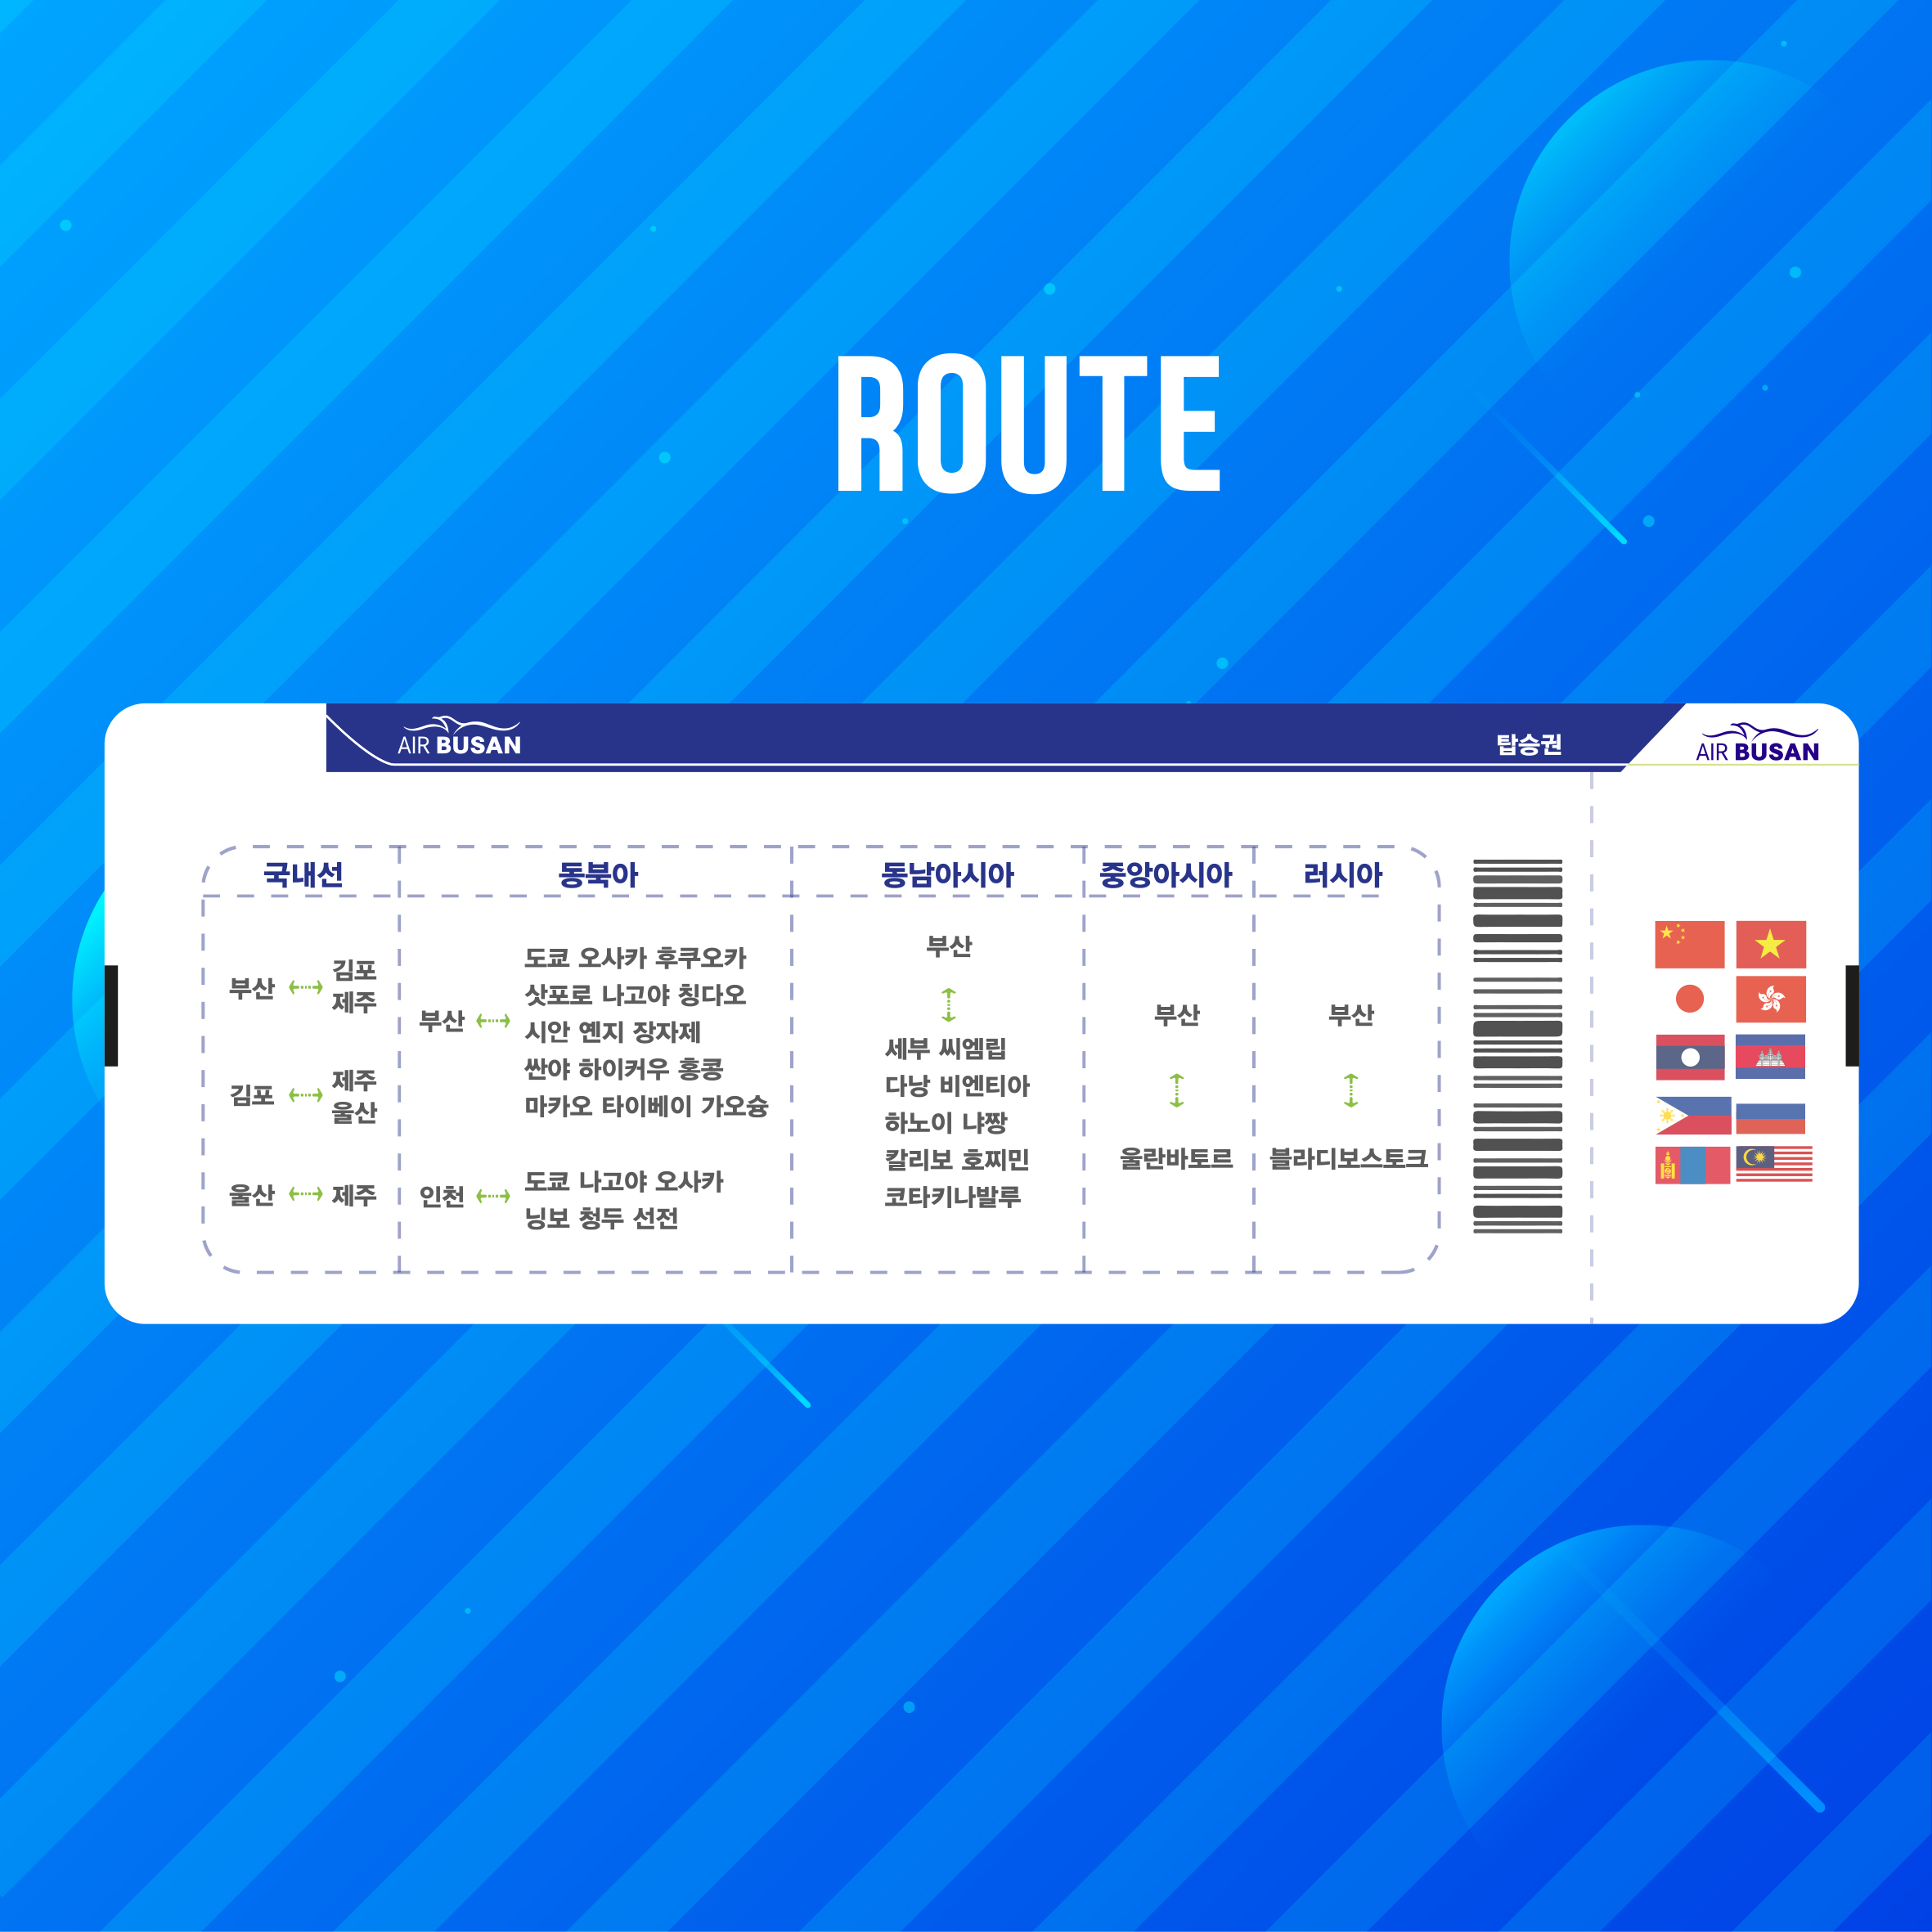 ROUTE
AIR BUSAN
탑승권
AIR BUSAN
국내선
부산
김포
제주
김포
제주
울산
울산
제주
동북아
부산
도쿄 오사카 후쿠오카
삿포로 나고야 칭다오
시안 옌지 장자제
싼야 하이커우 홍콩
마카오 타이베이 가오슝
인천
도쿄 나고야 오사카
닝보 청두 선전
동남아시아
부산
세부 씨엠립
다낭 비엔티아
하노이 냐짱
칼리보 호찌민
코타키나발루
중앙아시아
부산
울란바토르
러시아
부산
블라디보스토크